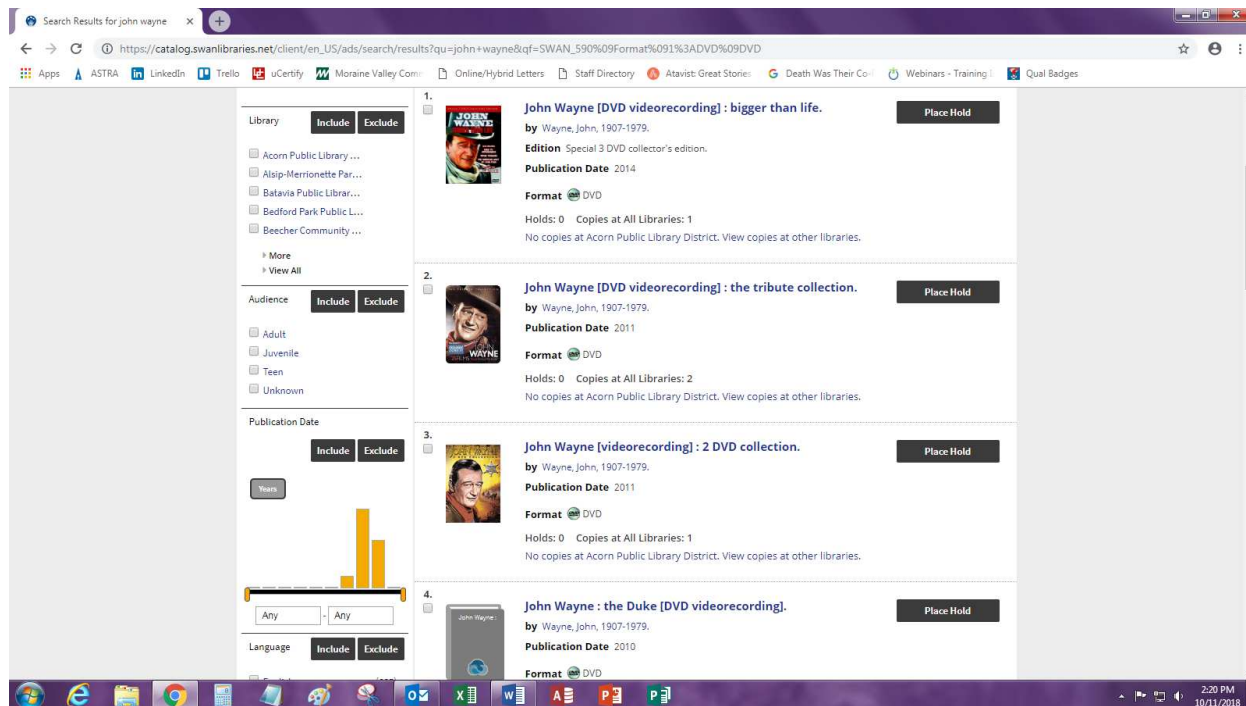 Search Results for john wayne
https://catalog.swanlibraries.net/client/en_US/ads/search/results?qu=john+wayne&qf=SWAN_590%09Format%091%3ADVD%09DVD
Apps ASTRA LinkedIn Trello uCertify Moraine Valley Com Online/Hybrid Letters Staff Directory Atavist: Great Stories Death Was Their Co Webinars - Training Qual Badges
Library Include Exclude
Acorn Public Library ...
Alsip-Merrionette Par...
Batavia Public Librar...
Bedford Park Public L...
Beecher Community ...
More
View All
Audience Include Exclude
Adult
Juvenile
Teen
Unknown
Publication Date
Include Exclude
Years
Any - Any
Language Include Exclude
1.
JOHN WAYNE
John Wayne [DVD videorecording] : bigger than life.
Place Hold
by Wayne, John, 1907-1979.
Edition Special 3 DVD collector's edition.
Publication Date 2014
Format DVD
Holds: 0 Copies at All Libraries: 1
No copies at Acorn Public Library District. View copies at other libraries.
2.
JOHN
WAYNE
John Wayne [DVD videorecording] : the tribute collection.
Place Hold
by Wayne, John, 1907-1979.
Publication Date 2011
Format DVD
Holds: 0 Copies at All Libraries: 2
No copies at Acorn Public Library District. View copies at other libraries.
3.
John Wayne [videorecording] : 2 DVD collection.
Place Hold
by Wayne, John, 1907-1979.
Publication Date 2011
Format DVD
Holds: 0 Copies at All Libraries: 1
No copies at Acorn Public Library District. View copies at other libraries.
4.
John Wayne :
John Wayne : the Duke [DVD videorecording].
Place Hold
by Wayne, John, 1907-1979.
Publication Date 2010
Format DVD
2:20 PM
10/11/2018